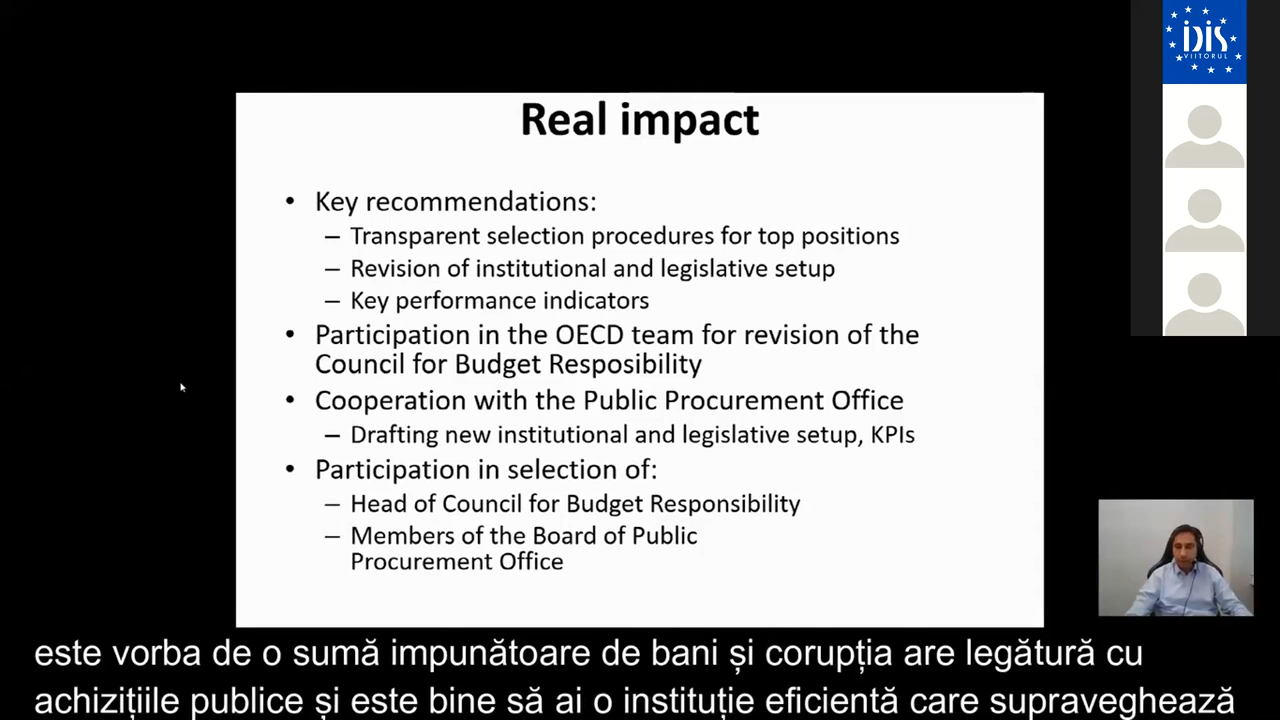 Real impact
• Key recommendations:
– Transparent selection procedures for top positions
– Revision of institutional and legislative setup
– Key performance indicators
• Participation in the OECD team for revision of the
Council for Budget Resposibility
• Cooperation with the Public Procurement Office
– Drafting new institutional and legislative setup, KPIs
• Participation in selection of:
– Head of Council for Budget Responsibility
– Members of the Board of Public
Procurement Office
iDiS
VIITORUL
este vorba de o sumă impunătoare de bani și corupția are legătură cu
achizițiile publice și este bine să ai o instituție eficientă care supraveghează